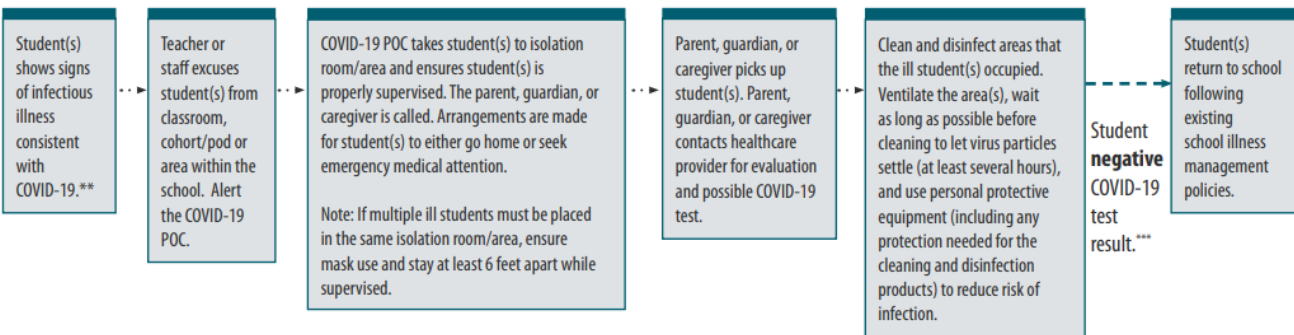 Student(s)
shows signs
of infectious
illness
consistent
with
COVID-19.**
Teacher or
staff excuses
student(s) from
classroom,
cohort/pod or
area within the
school. Alert
the COVID-19
POC.
COVID-19 POC takes student(s) to isolation
room/area and ensures student(s) is
properly supervised. The parent, guardian, or
caregiver is called. Arrangements are made
for student(s) to either go home or seek
emergency medical attention.
Note: If multiple ill students must be placed
in the same isolation room/area, ensure
mask use and stay at least 6 feet apart while
supervised.
Parent, guardian, or
caregiver picks up
student(s). Parent,
guardian, or caregiver
contacts healthcare
provider for evaluation
and possible COVID-19
test.
Clean and disinfect areas that
the ill student(s) occupied.
Ventilate the area(s), wait
as long as possible before
cleaning to let virus particles
settle (at least several hours),
and use personal protective
equipment (including any
protection needed for the
cleaning and disinfection
products) to reduce risk of
infection.
Student
negative
COVID-19
test
result.***
Student(s)
return to school
following
existing
school illness
management
policies.